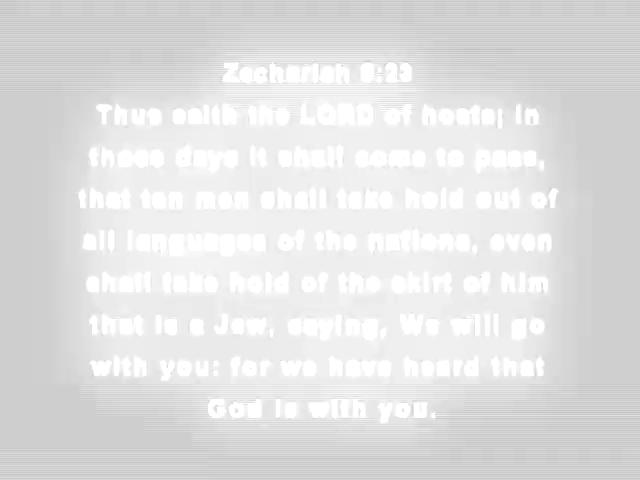 Zechariah 8:23
Thus saith the LORD of hosts; In
those days it shall come to pass,
that ten men shall take hold out of
all languages of the nations, even
shall take hold of the skirt of him
that is a Jew, saying, We will go
with you: for we have heard that
God is with you.